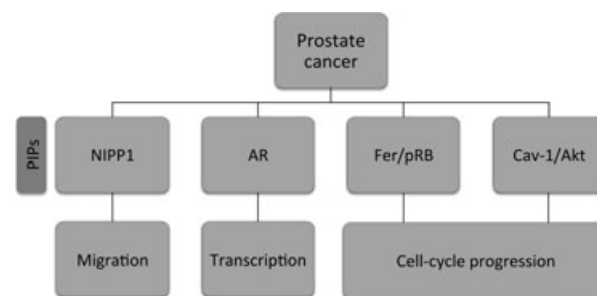 Prostate
cancer
PIPs
NIPP1
AR
Fer/pRB
Cav-1/Akt
Migration
Transcription
Cell-cycle progression